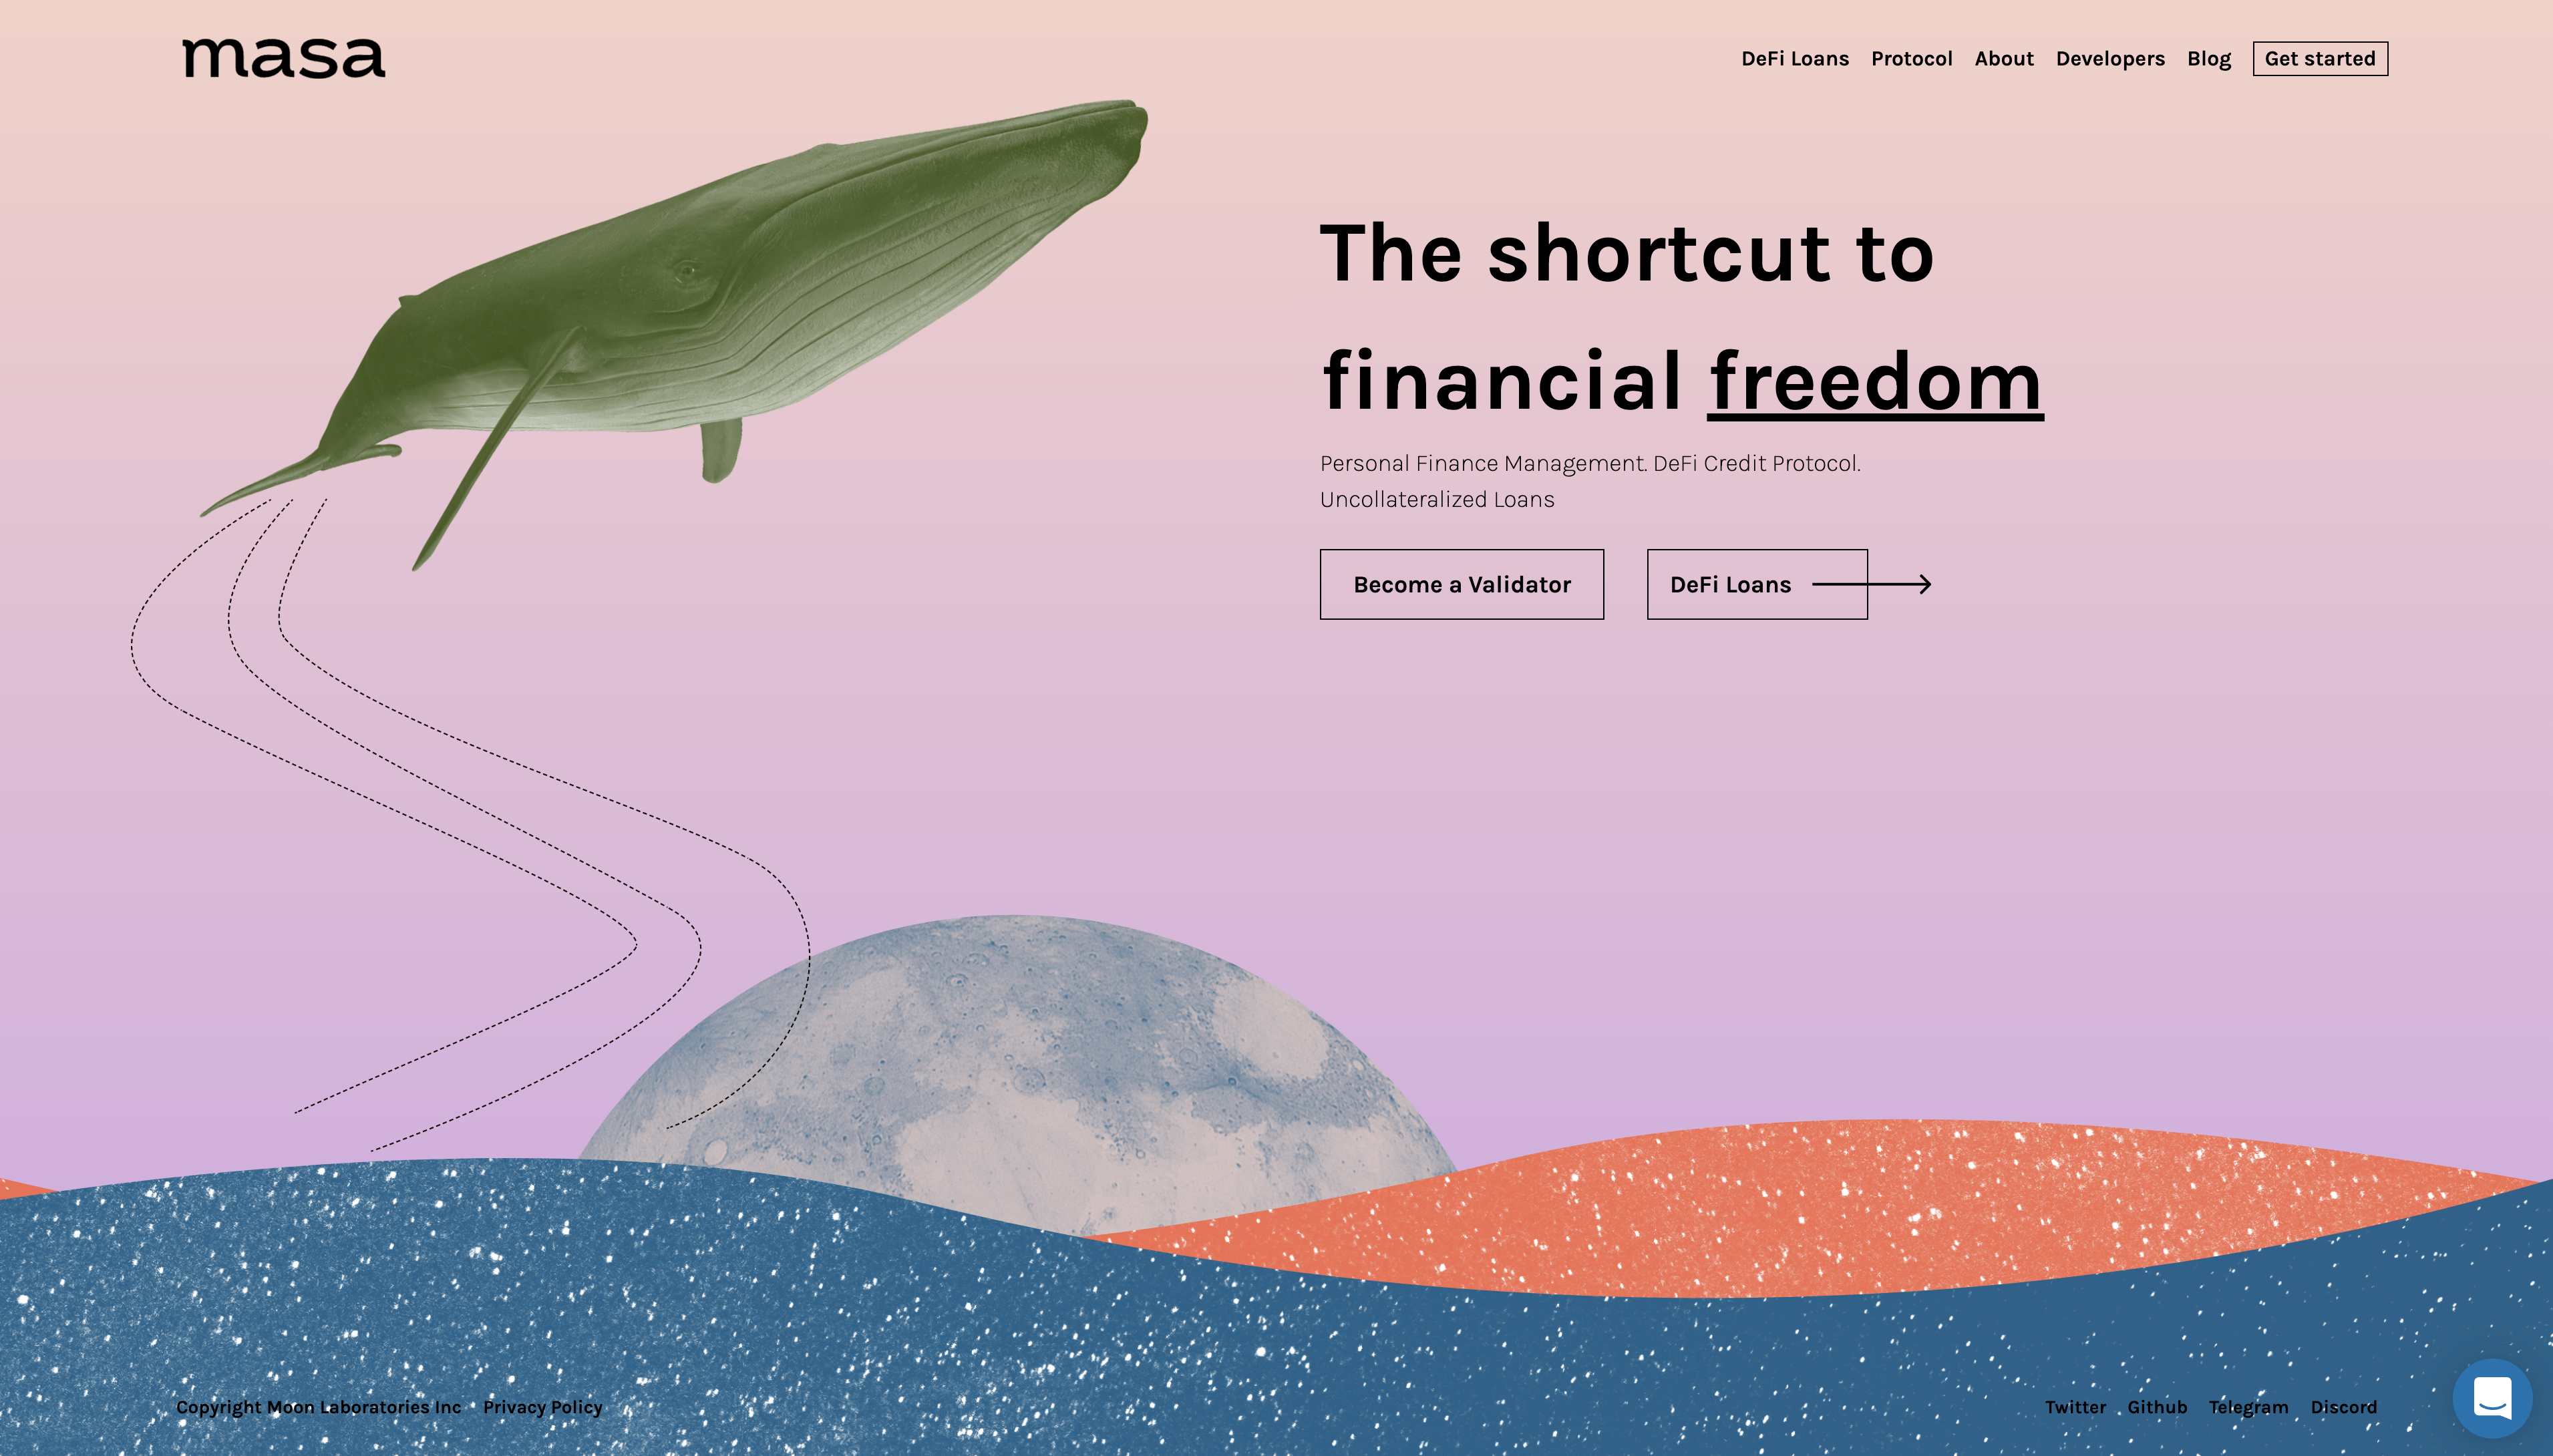 masa
DeFi Loans Protocol About Developers Blog Get started
The shortcut to
financial freedom
Personal Finance Management. DeFi Credit Protocol.
Uncollateralized Loans
Become a Validator DeFi Loans
Copyright Moon Laboratories Inc Privacy Policy Twitter Github Telegram Discord